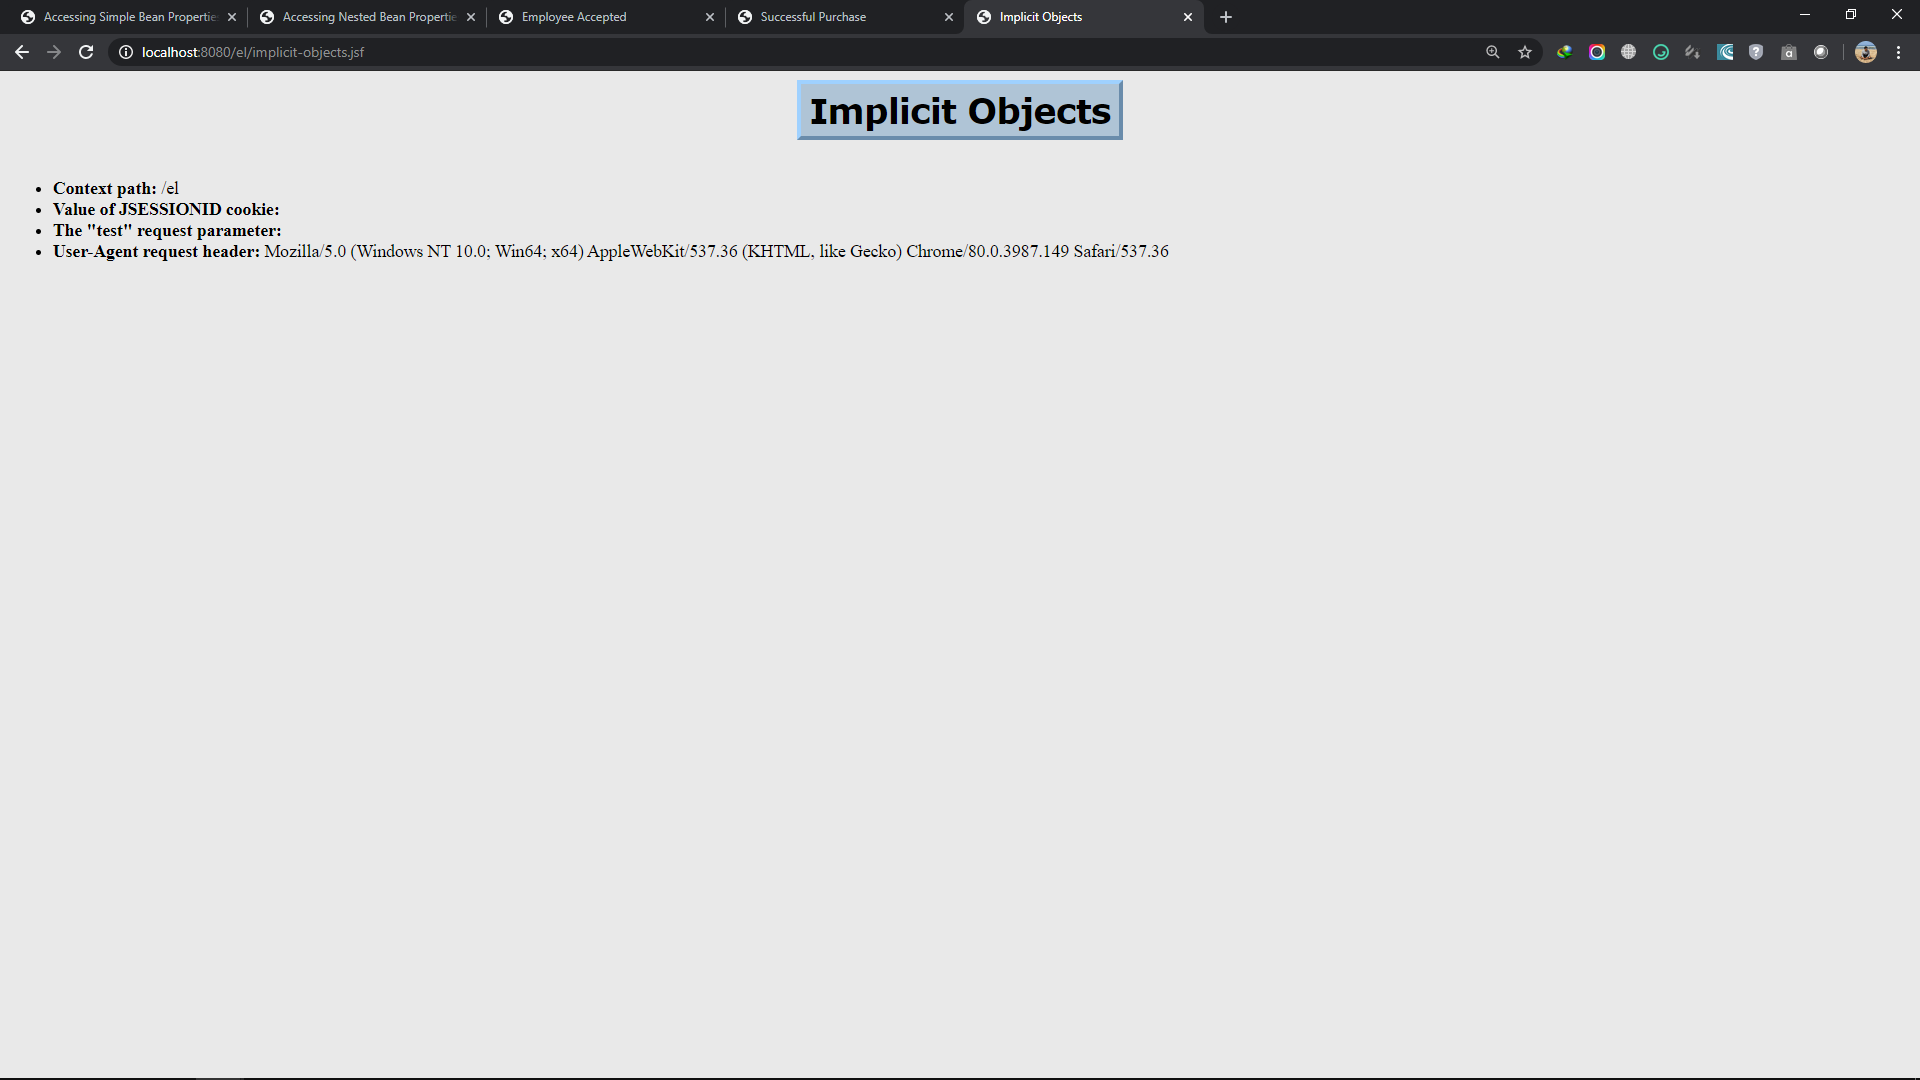 Accessing Simple Bean Propertie
Accessing Nested Bean Propertie
Employee Accepted
Successful Purchase
Implicit Objects
localhost:8080/el/implicit-objects.jsf
Implicit Objects
Context path: /el
Value of JSESSIONID cookie:
The "test" request parameter:
User-Agent request header: Mozilla/5.0 (Windows NT 10.0; Win64; x64) AppleWebKit/537.36 (KHTML, like Gecko) Chrome/80.0.3987.149 Safari/537.36